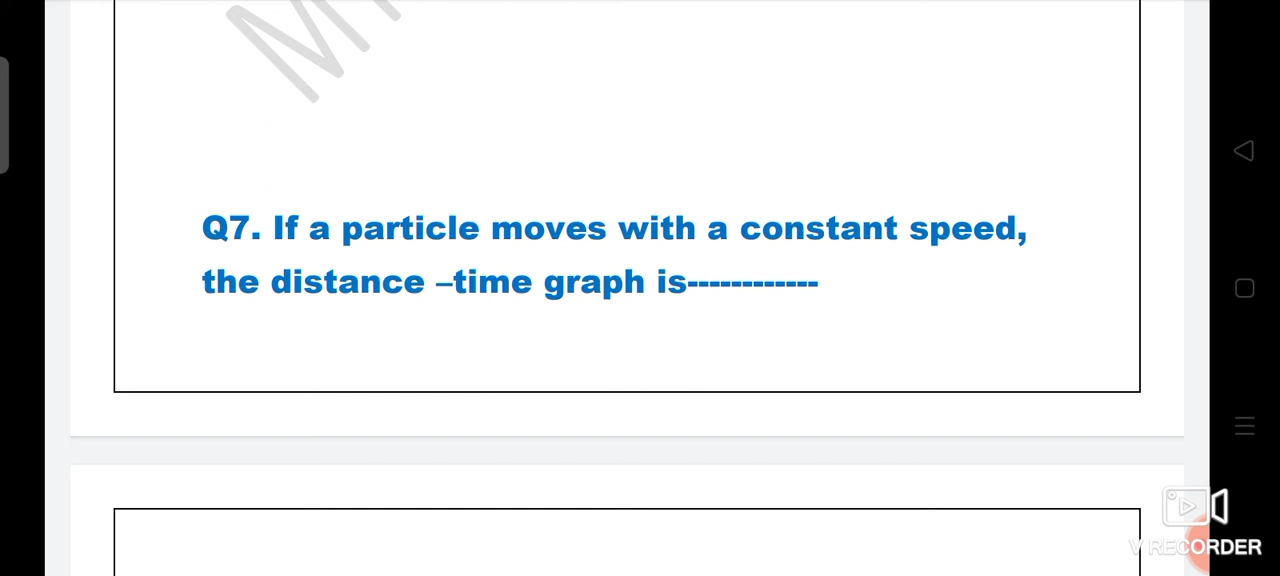 Q7. If a particle moves with a constant speed,
the distance –time graph is------------
V RECORDER